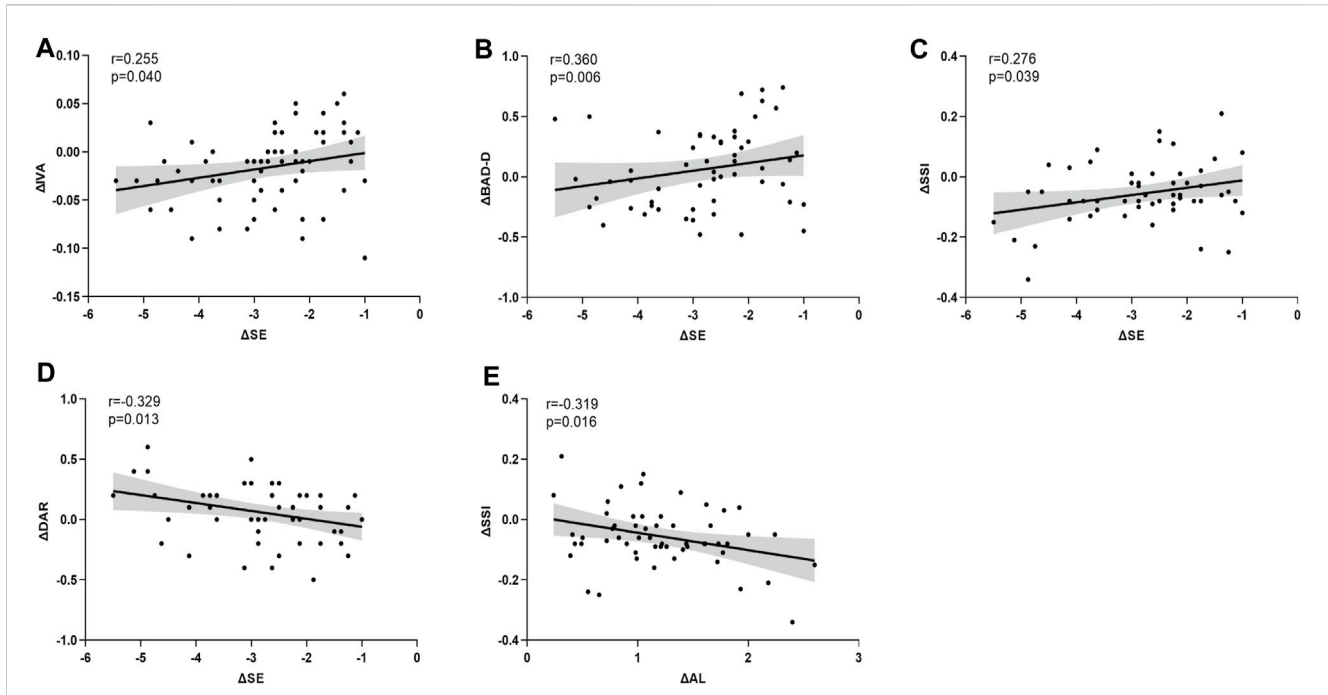 A
r=0.255
p=0.040
0.10
0.05
0.00
-0.05
-0.10
-0.15
ΔIVA
-6 -5 -4 -3 -2 -1 0
ΔSE
B
r=0.360
p=0.006
1.0
0.5
0.0
-0.5
-1.0
ΔBAD-D
-6 -5 -4 -3 -2 -1 0
ΔSE
C
r=0.276
p=0.039
0.4
0.2
0.0
-0.2
-0.4
ΔSSI
-6 -5 -4 -3 -2 -1 0
ΔSE
D
r=-0.329
p=0.013
1.0
0.5
0.0
-0.5
-1.0
ΔDAR
-6 -5 -4 -3 -2 -1 0
ΔSE
E
r=-0.319
p=0.016
0.4
0.2
0.0
-0.2
-0.4
ΔSSI
0 1 2 3
ΔAL